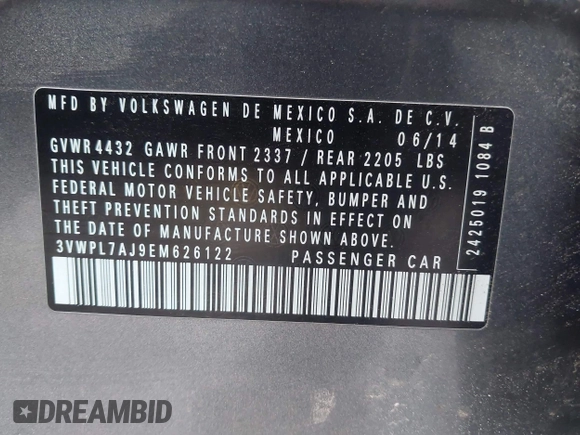 MFD BY VOLKSWAGEN DE MEXICO S.A. DE C.V.
MEXICO 06/14
GVWR4432 GAWR FRONT 2337 / REAR 2205 LBS
THIS VEHICLE CONFORMS TO ALL APPLICABLE U.S.
FEDERAL MOTOR VEHICLE SAFETY, BUMPER AND
THEFT PREVENTION STANDARDS IN EFFECT ON
THE DATE OF MANUFACTURE SHOWN ABOVE.
3VWPL7AJ9EM626122 PASSENGER CAR
2425019 1084 B
DREAMBID